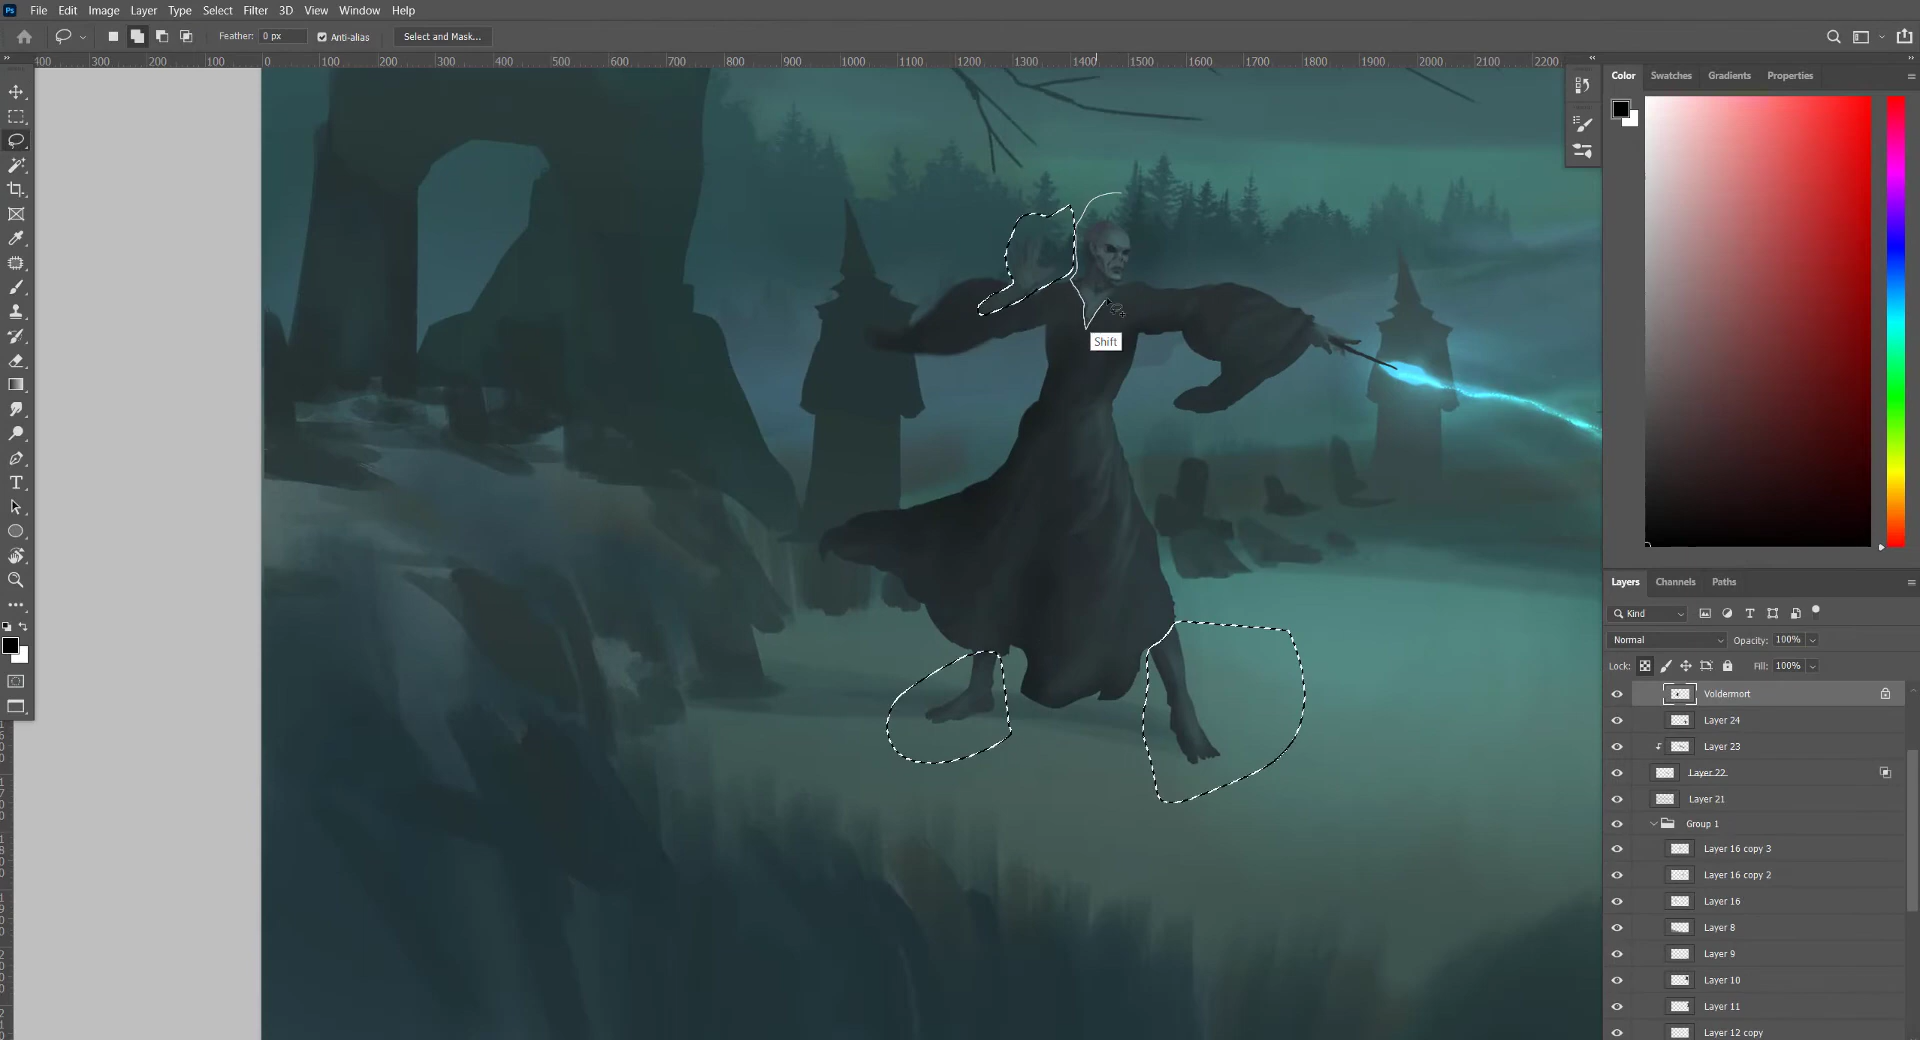 Ps File Edit Image Layer Type Select Filter 3D View Window Help
Feather: 0 px Anti-alias Select and Mask...
400 300 200 100 0 100 200 300 400 500 600 700 800 900 1000 1100 1200 1300 1400 1500 1600 1700 1800 1900 2000 2100 2200
Color Swatches Gradients Properties
Shift
T
Layers Channels Paths
Kind T
Normal Opacity: 100%
Lock: Fill: 100%
Voldermort
Layer 24
Layer 23
Layer 22
Layer 21
Group 1
Layer 16 copy 3
Layer 16 copy 2
Layer 16
Layer 8
Layer 9
Layer 10
Layer 11
Layer 12 copy